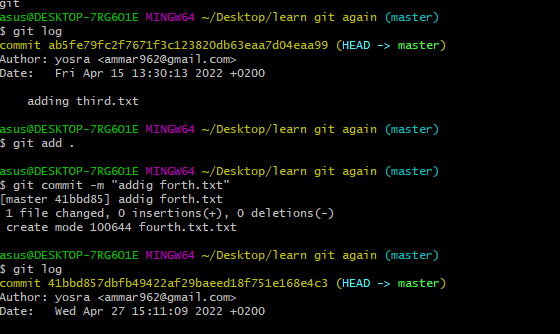 git
asus@DESKTOP-7RG6O1E MINGW64 ~/Desktop/learn git again (master)
$ git log
commit ab5fe79fc2f7671f3c123820db63eaa7d04eaa99 (HEAD -> master)
Author: yosra <ammar962@gmail.com>
Date:   Fri Apr 15 13:30:13 2022 +0200
    adding third.txt
asus@DESKTOP-7RG6O1E MINGW64 ~/Desktop/learn git again (master)
$ git add .
asus@DESKTOP-7RG6O1E MINGW64 ~/Desktop/learn git again (master)
$ git commit -m "addig forth.txt"
[master 41bbd85] addig forth.txt
 1 file changed, 0 insertions(+), 0 deletions(-)
 create mode 100644 fourth.txt.txt
asus@DESKTOP-7RG6O1E MINGW64 ~/Desktop/learn git again (master)
$ git log
commit 41bbd857dbfb49422af29baeed18f751e168e4c3 (HEAD -> master)
Author: yosra <ammar962@gmail.com>
Date:   Wed Apr 27 15:11:09 2022 +0200